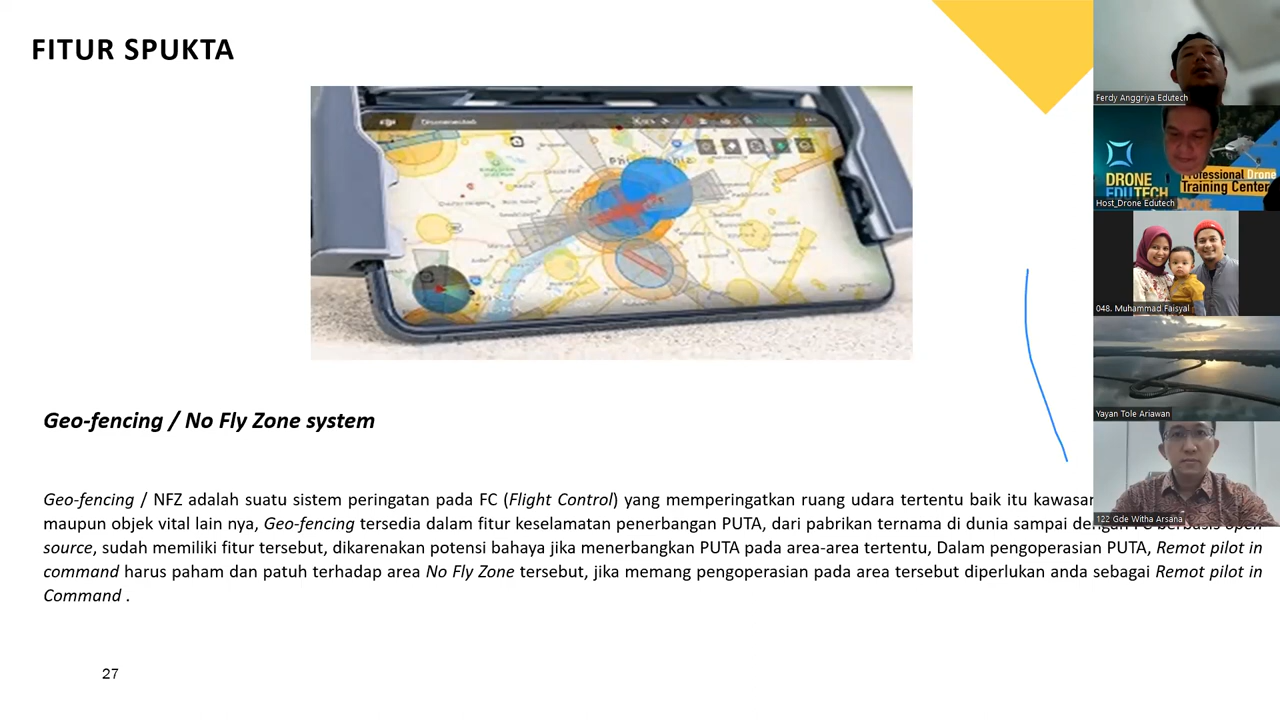 FITUR SPUKTA
Ferdy Anggriya Edutech
DRONE
EDUTECH
Professional Drone
Training Center
Host_Drone Edutech
048. Muhammad Faisyal
Yayan Tole Ariawan
122 Gde Witha Arsana
Geo-fencing / No Fly Zone system
Geo-fencing / NFZ adalah suatu sistem peringatan pada FC (Flight Control) yang memperingatkan ruang udara tertentu baik itu kawasan
maupun objek vital lain nya, Geo-fencing tersedia dalam fitur keselamatan penerbangan PUTA, dari pabrikan ternama di dunia sampai dengan FC berbasis open
source, sudah memiliki fitur tersebut, dikarenakan potensi bahaya jika menerbangkan PUTA pada area-area tertentu, Dalam pengoperasian PUTA, Remot pilot in
command harus paham dan patuh terhadap area No Fly Zone tersebut, jika memang pengoperasian pada area tersebut diperlukan anda sebagai Remot pilot in
Command .
27